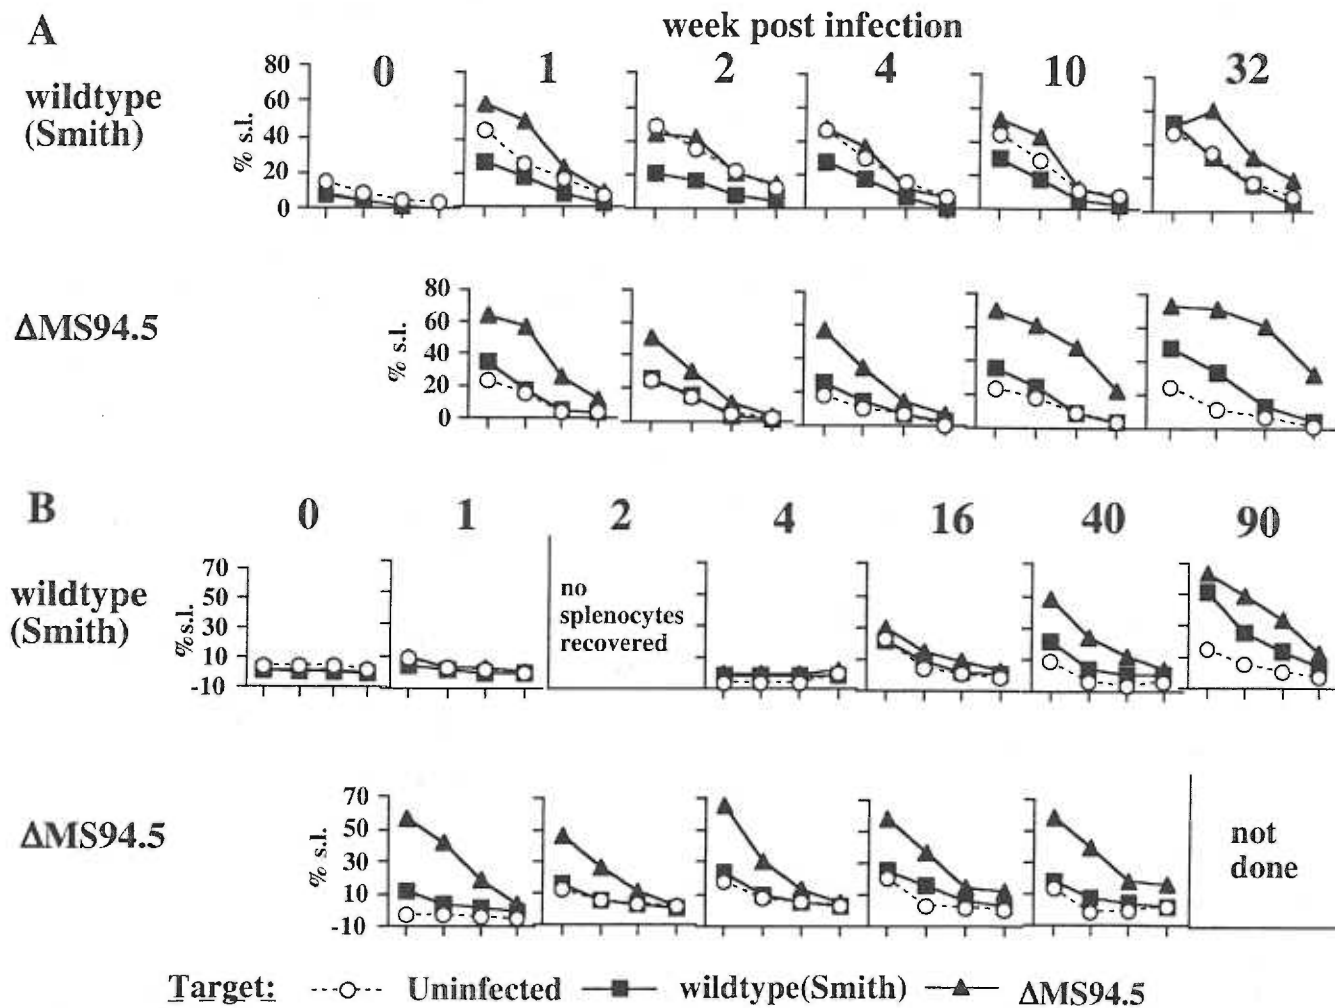 A
week post infection
0 1 2 4 10 32
wildtype
(Smith)
% s.l.
80
60
40
20
0
ΔMS94.5
% s.l.
80
60
40
20
0
B
0 1 2 4 16 40 90
wildtype
(Smith)
% s.l.
70
50
30
10
-10
no
splenocytes
recovered
ΔMS94.5
% s.l.
70
50
30
10
-10
not
done
Target: Uninfected wildtype(Smith) ΔMS94.5